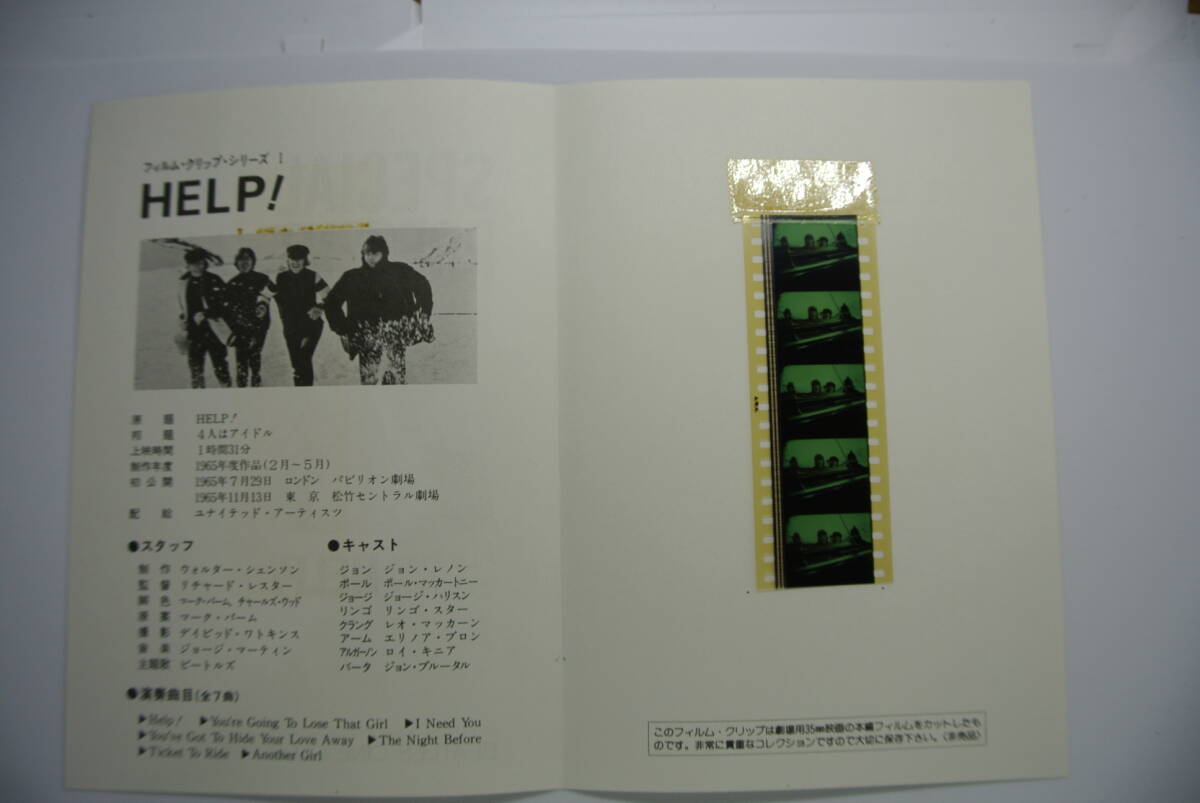 フィルム・クリップ・シリーズ I
HELP!
原題 HELP!
邦題 4人はアイドル
上映時間 1時間31分
制作年度 1965年度作品(2月～5月)
初公開 1965年7月29日 ロンドン パビリオン劇場
1965年11月13日 東京 松竹セントラル劇場
配給 ユナイテッド・アーティスツ
●スタッフ
制作 ウォルター・シェンソン
監督 リチャード・レスター
脚色 マーク・バーム, チャールズ・ウッド
原案 マーク・バーム
撮影 デイビッド・ワトキンス
音楽 ジョージ・マーティン
主題歌 ビートルズ
●キャスト
ジョン ジョン・レノン
ポール ポール・マッカートニー
ジョージ ジョージ・ハリスン
リンゴ リンゴ・スター
クラング レオ・マッカーン
アーム エリノア・ブロン
アルガーノン ロイ・キニア
バータ ジョン・ブルータル
●演奏曲目(全7曲)
▶Help! ▶You're Going To Lose That Girl ▶I Need You
▶You've Got To Hide Your Love Away ▶The Night Before
▶Ticket To Ride ▶Another Girl
このフィルム・クリップは劇場用35mm映画の本編フィルムをカットしたも
のです。非常に貴重なコレクションですので大切に保存下さい。〈非売品〉